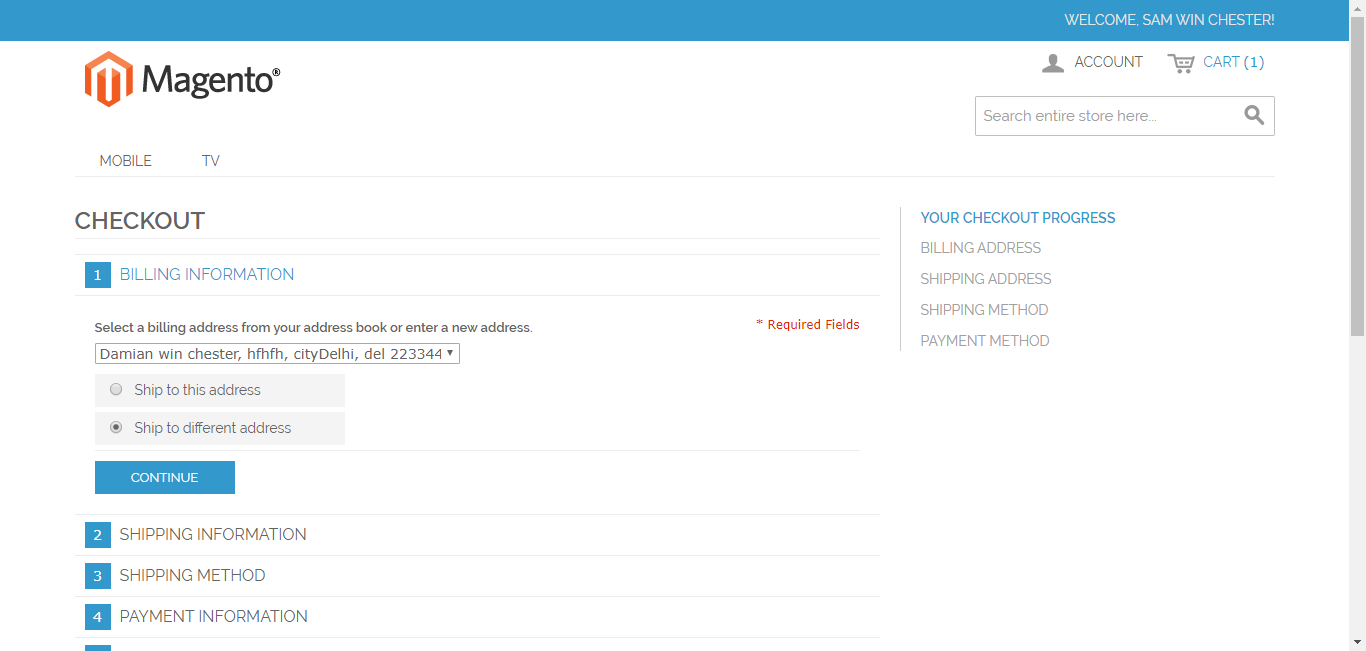 WELCOME, SAM WIN CHESTER!
Magento®
ACCOUNT
CART (1)
Search entire store here...
MOBILE
TV
CHECKOUT
1 BILLING INFORMATION
Select a billing address from your address book or enter a new address.
* Required Fields
Damian win chester, hfhfh, cityDelhi, del 223344
Ship to this address
Ship to different address
CONTINUE
2 SHIPPING INFORMATION
3 SHIPPING METHOD
4 PAYMENT INFORMATION
YOUR CHECKOUT PROGRESS
BILLING ADDRESS
SHIPPING ADDRESS
SHIPPING METHOD
PAYMENT METHOD